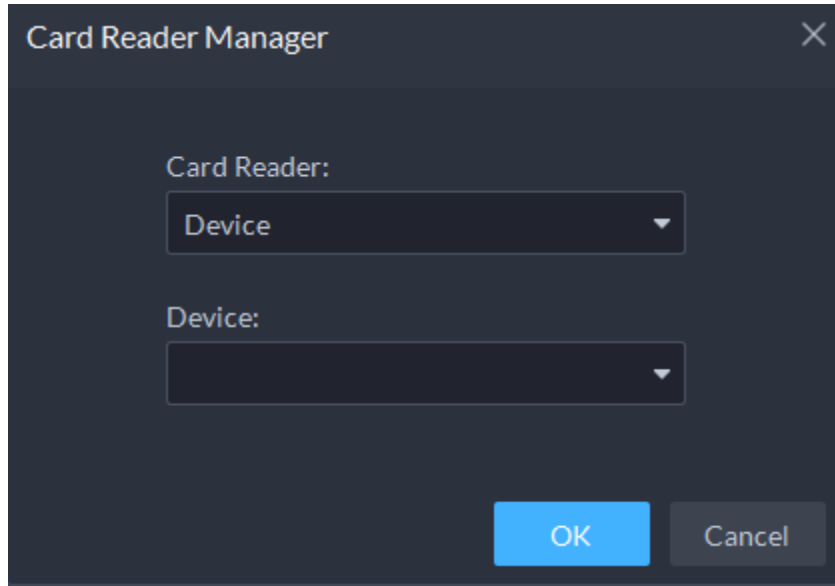 Card Reader Manager
Card Reader:
Device
Device:
OK
Cancel